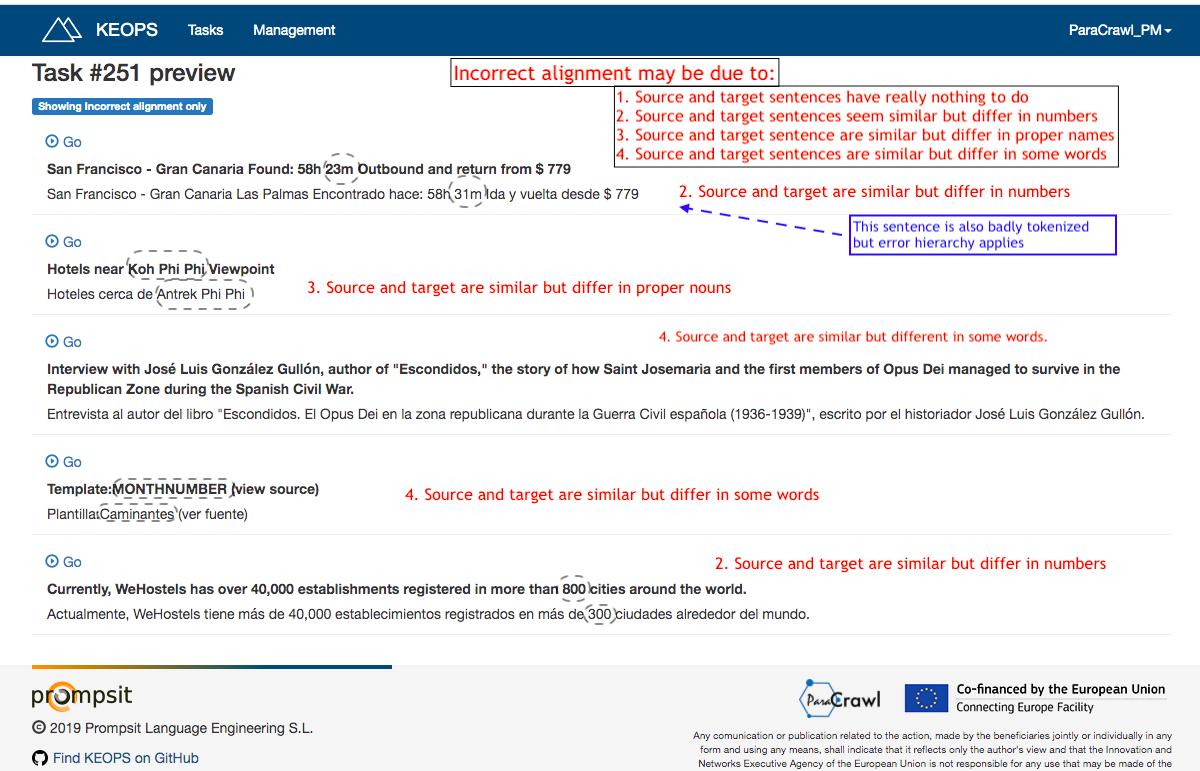 KEOPS Tasks Management ParaCrawl_PM
Task #251 preview
Incorrect alignment may be due to:
1. Source and target sentences have really nothing to do
2. Source and target sentences seem similar but differ in numbers
3. Source and target sentence are similar but differ in proper names
4. Source and target sentences are similar but differ in some words
Showing Incorrect alignment only
Go
San Francisco - Gran Canaria Found: 58h 23m Outbound and return from $ 779
San Francisco - Gran Canaria Las Palmas Encontrado hace: 58h 31m Ida y vuelta desde $ 779
2. Source and target are similar but differ in numbers
This sentence is also badly tokenized
but error hierarchy applies
Go
Hotels near Koh Phi Phi Viewpoint
Hoteles cerca de Antrek Phi Phi
3. Source and target are similar but differ in proper nouns
Go
4. Source and target are similar but different in some words.
Interview with José Luis González Gullón, author of "Escondidos," the story of how Saint Josemaria and the first members of Opus Dei managed to survive in the
Republican Zone during the Spanish Civil War.
Entrevista al autor del libro "Escondidos. El Opus Dei en la zona republicana durante la Guerra Civil española (1936-1939)", escrito por el historiador José Luis González Gullón.
Go
Template:MONTHNUMBER (view source)
Plantilla:Caminantes (ver fuente)
4. Source and target are similar but differ in some words
Go
2. Source and target are similar but differ in numbers
Currently, WeHostels has over 40,000 establishments registered in more than 800 cities around the world.
Actualmente, WeHostels tiene más de 40,000 establecimientos registrados en más de 300 ciudades alrededor del mundo.
prompsit
© 2019 Prompsit Language Engineering S.L.
Find KEOPS on GitHub
ParaCrawl
Co-financed by the European Union
Connecting Europe Facility
Any comunication or publication related to the action, made by the beneficiaries jointly or individually in any
form and using any means, shall indicate that it reflects only the author's view and that the Innovation and
Networks Executive Agency of the European Union is not responsible for any use that may be made of the